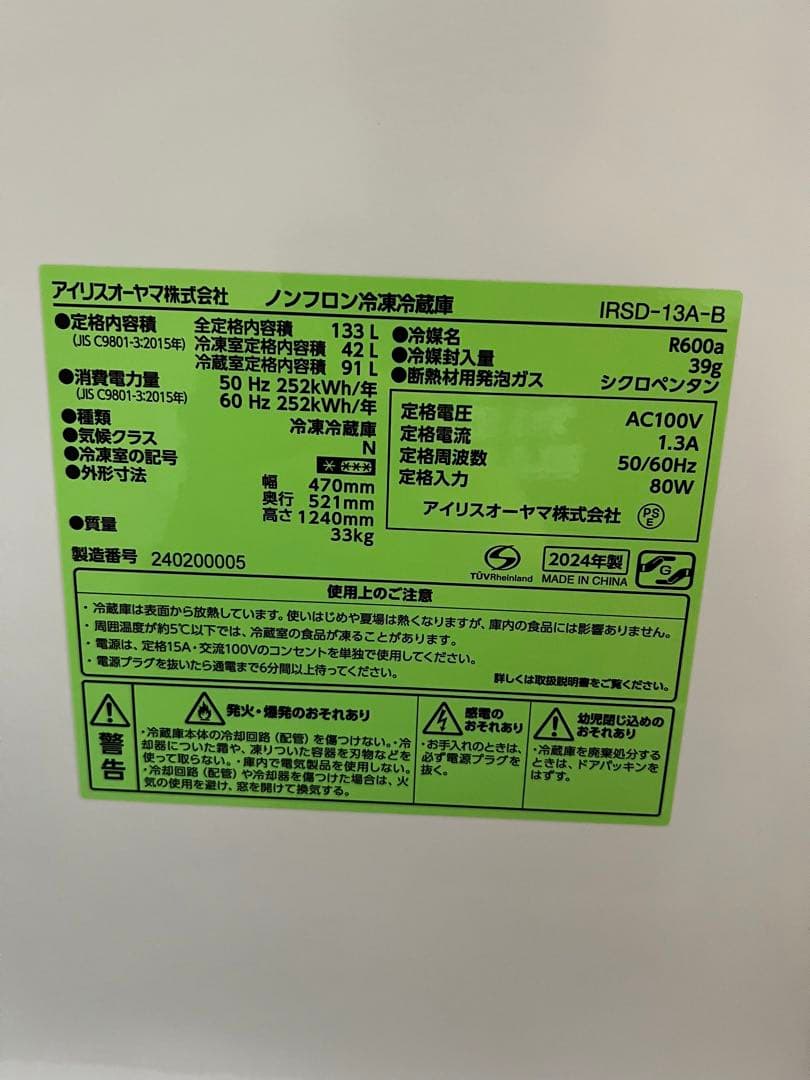 アイリスオーヤマ株式会社 ノンフロン冷凍冷蔵庫 IRSD-13A-B
●定格内容積 全定格内容積 133 L
(JIS C9801-3:2015年) 冷凍室定格内容積 42 L
冷蔵室定格内容積 91 L
●消費電力量 50 Hz 252kWh/年
(JIS C9801-3:2015年) 60 Hz 252kWh/年
●種類 冷凍冷蔵庫
●気候クラス N
●冷凍室の記号
●外形寸法 幅 470mm
奥行 521mm
高さ 1240mm
●質量 33kg
製造番号 240200005
●冷媒名 R600a
●冷媒封入量 39g
●断熱材用発泡ガス シクロペンタン
定格電圧 AC100V
定格電流 1.3A
定格周波数 50/60Hz
定格入力 80W
アイリスオーヤマ株式会社 PSE
TÜVRheinland
2024年製
MADE IN CHINA
G
使用上のご注意
・冷蔵庫は表面から放熱しています。使いはじめや夏場は熱くなりますが、庫内の食品には影響ありません。
・周囲温度が約5℃以下では、冷蔵室の食品が凍ることがあります。
・電源は、定格15A・交流100Vのコンセントを単独で使用してください。
・電源プラグを抜いたら通電まで6分間以上待ってください。
詳しくは取扱説明書をご覧ください。
警告
発火・爆発のおそれあり
・冷蔵庫本体の冷却回路（配管）を傷つけない。・冷
却器についた霜や、凍りついた容器を刃物などを
使って取らない。・庫内で電気製品を使用しない。
・冷却回路（配管）や冷却器を傷つけた場合は、火
気の使用を避け、窓を開けて換気する。
感電の
おそれあり
・お手入れのときは、
必ず電源プラグを
抜く。
幼児閉じ込めの
おそれあり
・冷蔵庫を廃棄処分する
ときは、ドアパッキンを
はずす。